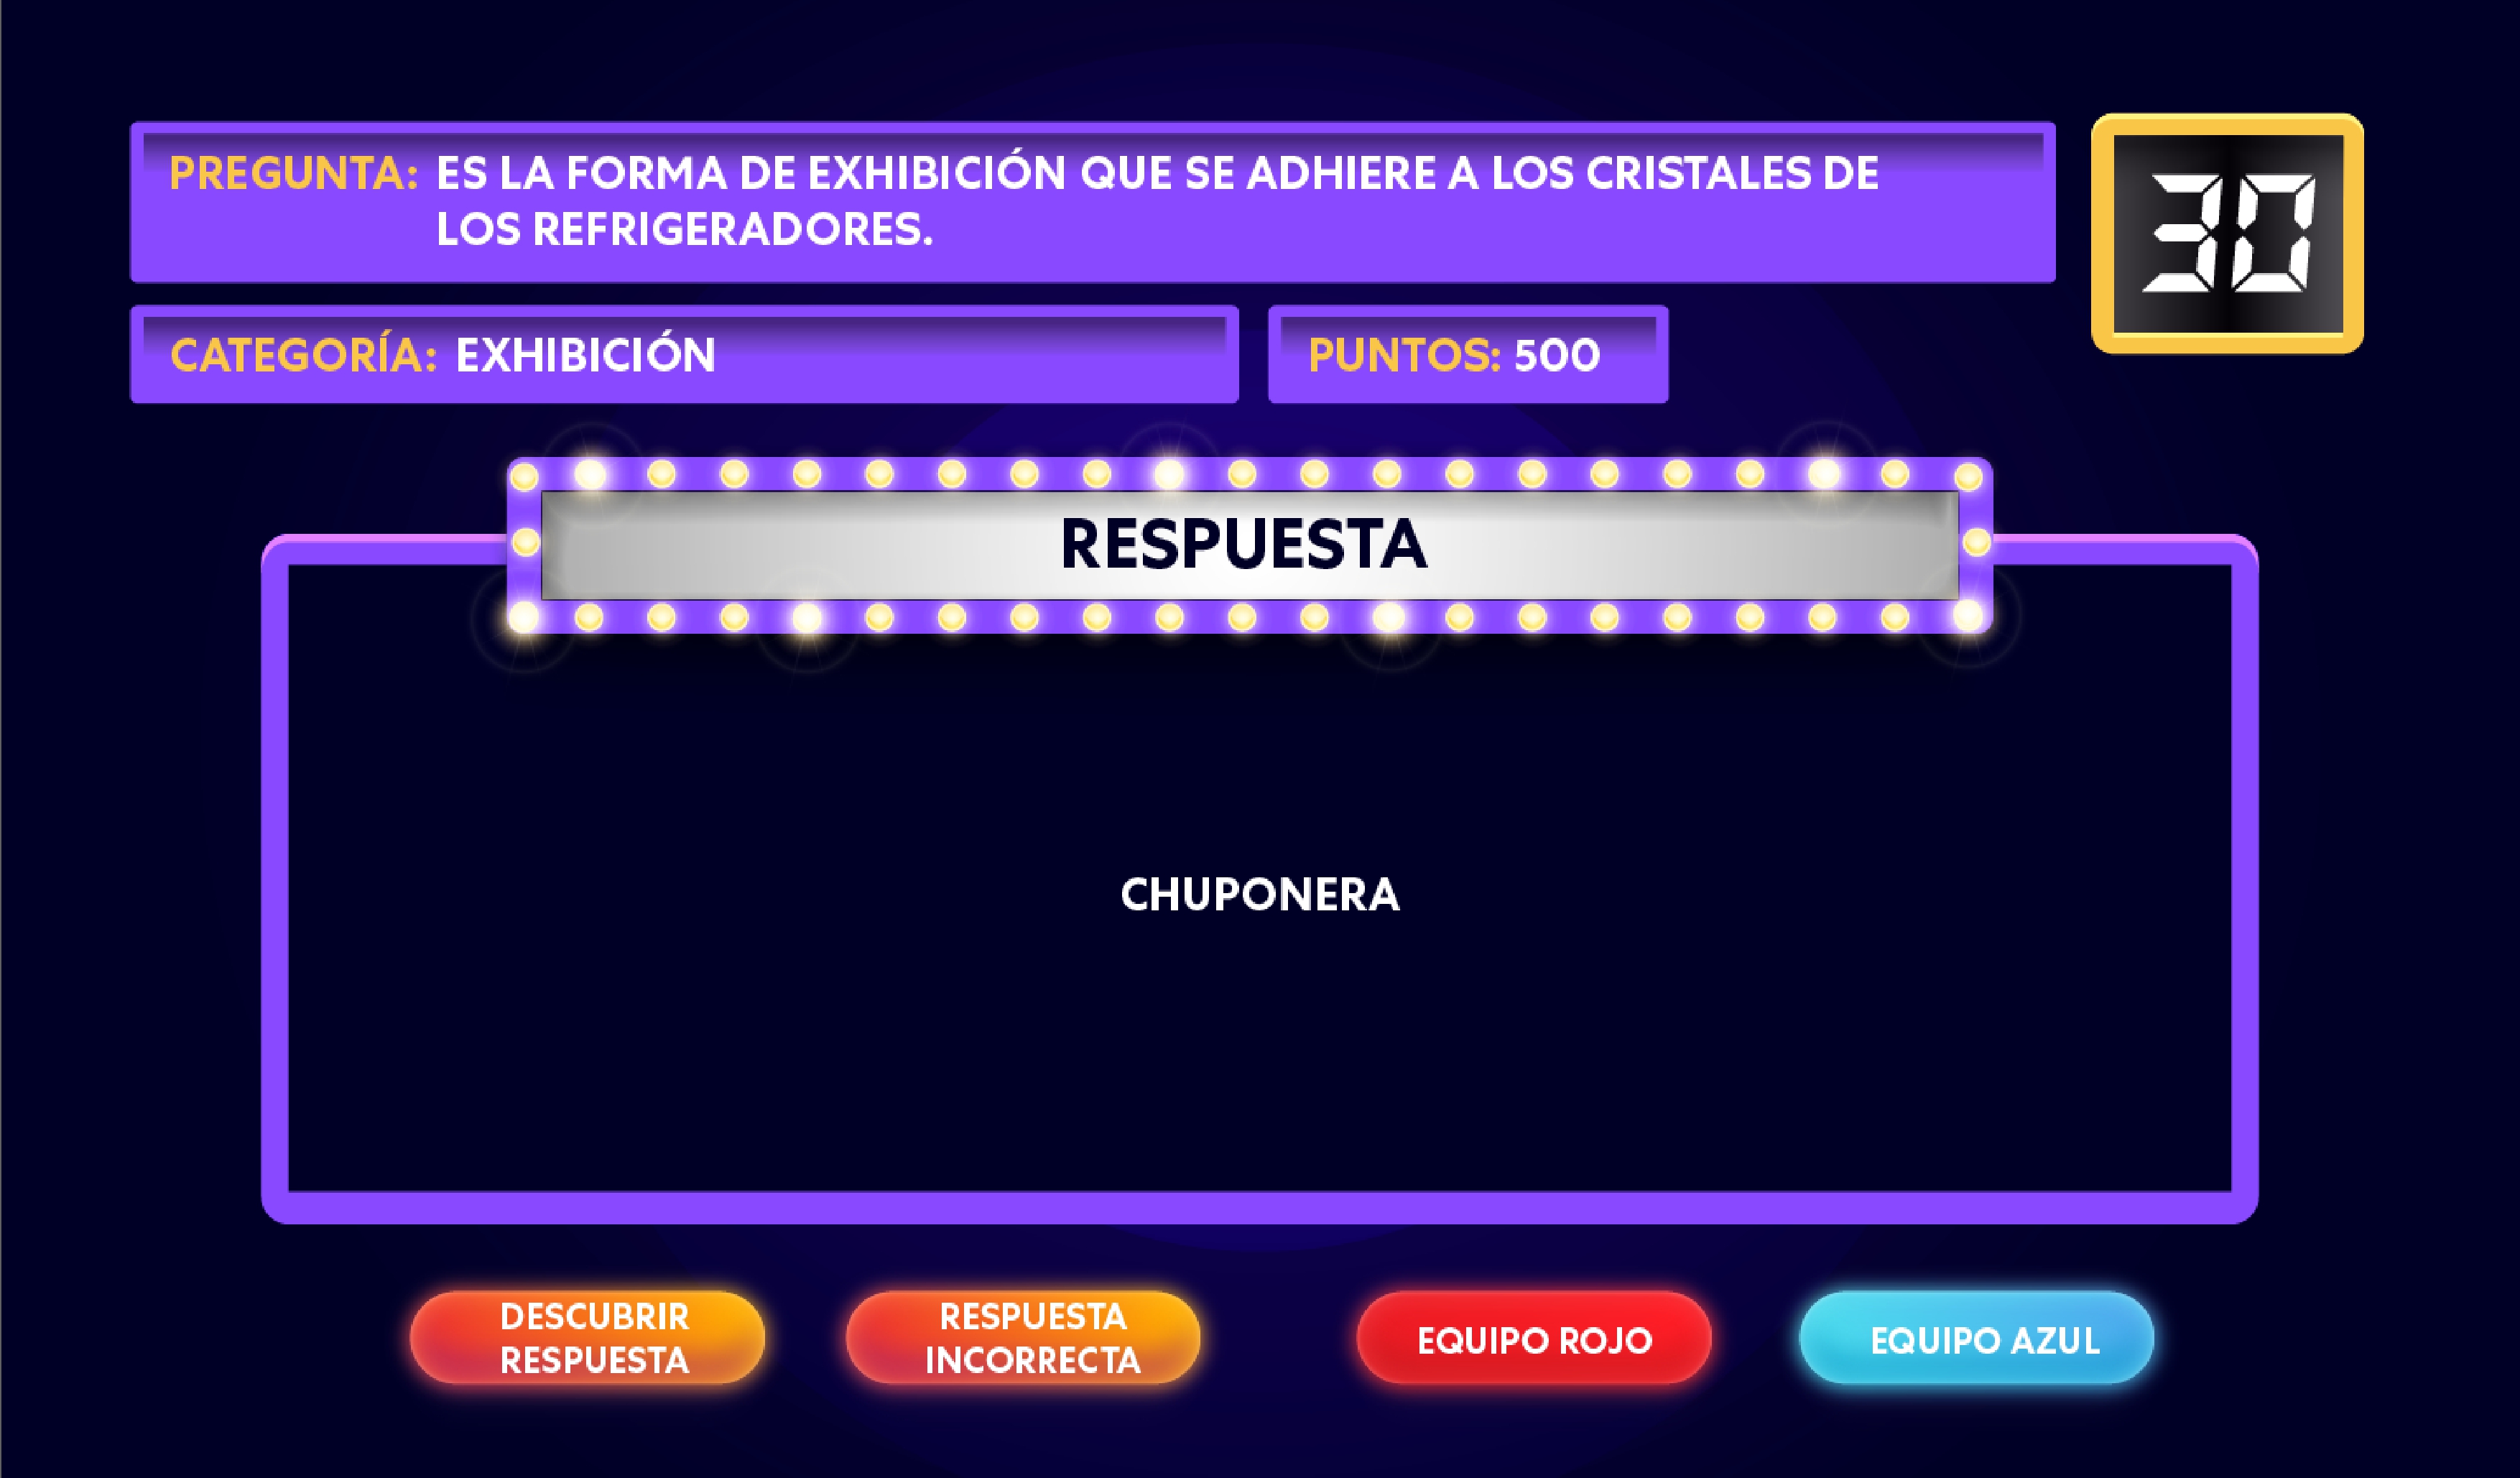 PREGUNTA: ES LA FORMA DE EXHIBICIÓN QUE SE ADHIERE A LOS CRISTALES DE
LOS REFRIGERADORES.
30
CATEGORÍA: EXHIBICIÓN
PUNTOS: 500
RESPUESTA
CHUPONERA
DESCUBRIR
RESPUESTA
RESPUESTA
INCORRECTA
EQUIPO ROJO
EQUIPO AZUL